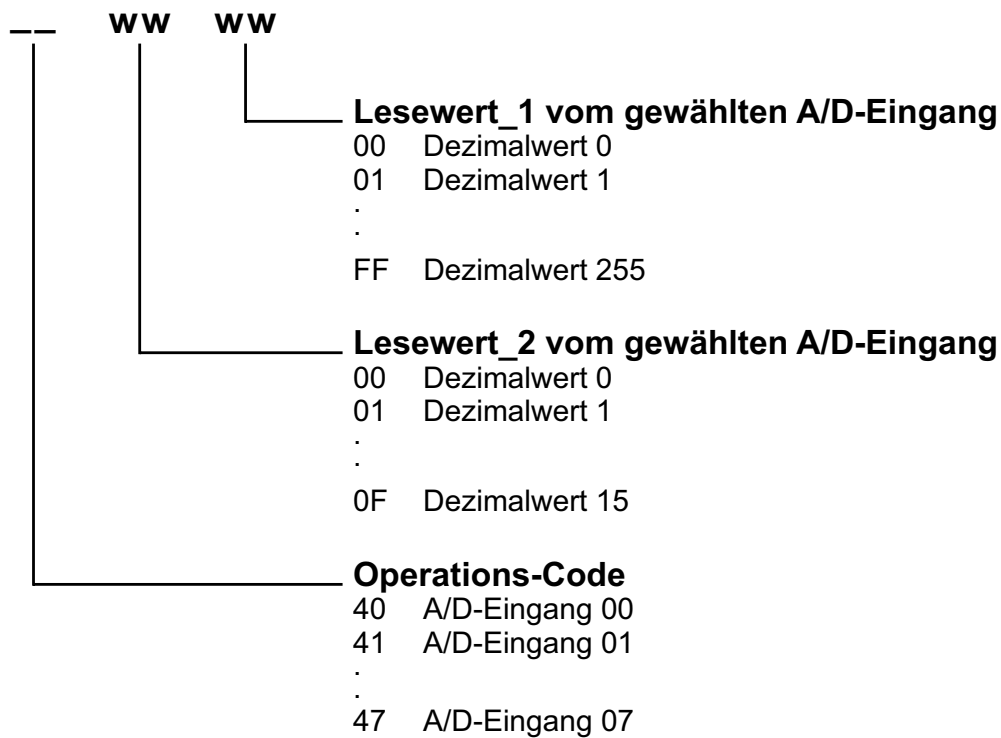 __ ww ww
Lesewert_1 vom gewählten A/D-Eingang
00 Dezimalwert 0
01 Dezimalwert 1
.
.
FF Dezimalwert 255
Lesewert_2 vom gewählten A/D-Eingang
00 Dezimalwert 0
01 Dezimalwert 1
.
.
0F Dezimalwert 15
Operations-Code
40 A/D-Eingang 00
41 A/D-Eingang 01
.
.
47 A/D-Eingang 07